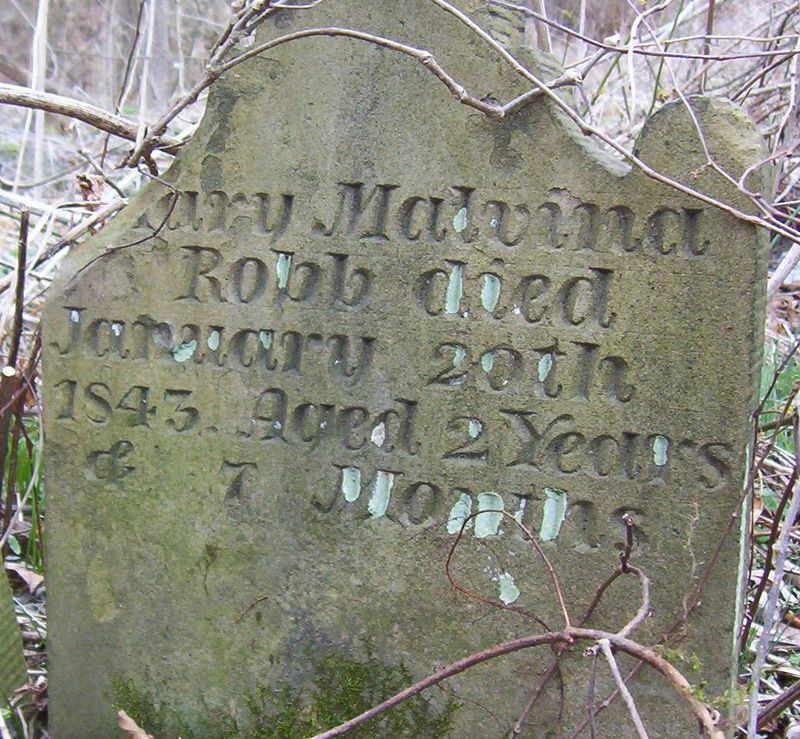 Mary Malvina
Robb died
January 20th
1843. Aged 2 Years
& 7 Months